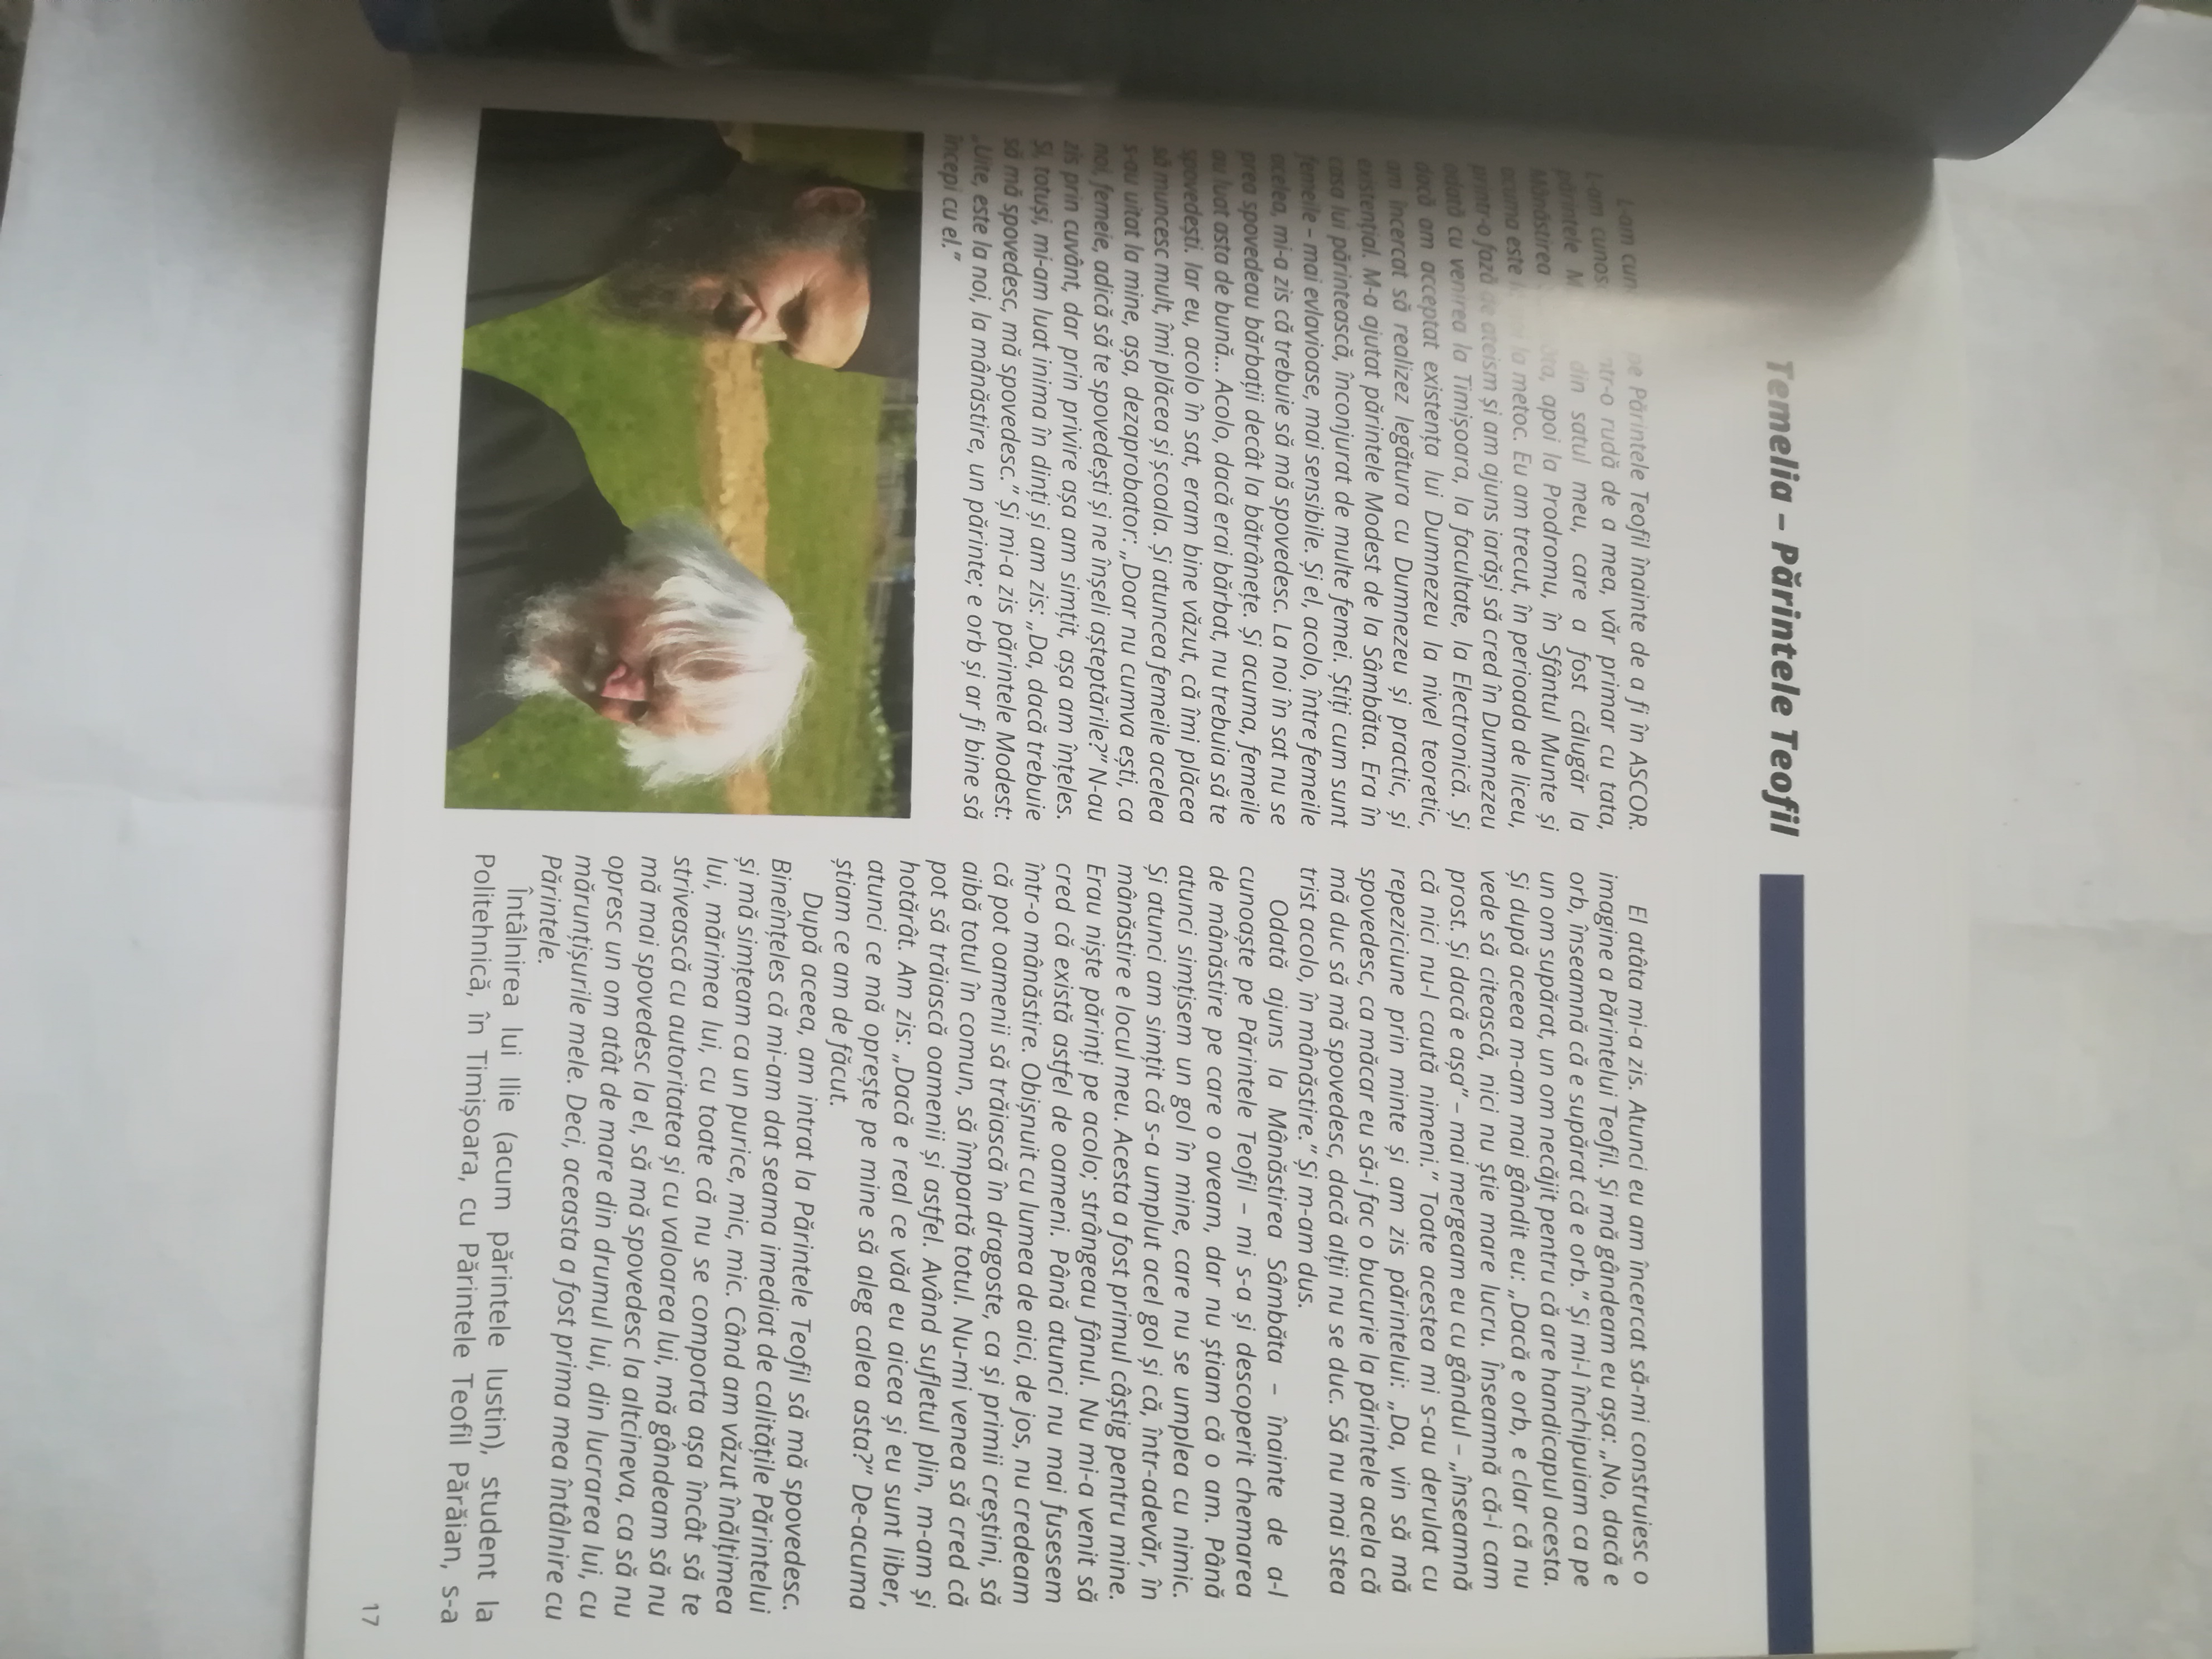 Temelia – Părintele Teofil
L-am pe Părintele Teofil înainte de a fi în ASCOR.
L-am rudă de a mea, văr primar cu tata,
părintele din satul meu, care a fost călugăr la
Mânăstirea apoi la Prodromu, în Sfântul Munte și
acuma este la metoc. Eu am trecut, în perioada de liceu,
printr-o fază de ateism și am ajuns iarăși să cred în Dumnezeu
odată cu venirea la Timișoara, la facultate, la Electronică. Și
dacă am acceptat existența lui Dumnezeu la nivel teoretic,
am încercat să realizez legătura cu Dumnezeu și practic, și
existențial. M-a ajutat părintele Modest de la Sâmbăta. Era în
casa lui părintească, înconjurat de multe femei. Știți cum sunt
femeile – mai evlavioase, mai sensibile. Și el, acolo, între femeile
acelea, mi-a zis că trebuie să mă spovedesc. La noi în sat nu se
prea spovedeau bărbații decât la bătrânețe. Și acuma, femeile
au luat asta de bună... Acolo, dacă erai bărbat, nu trebuia să te
spovedești. Iar eu, acolo în sat, eram bine văzut, că îmi plăcea
să muncesc mult, îmi plăcea și școala. Și atuncea femeile acelea
s-au uitat la mine, așa, dezaprobator: „Doar nu cumva ești, ca
noi, femeie, adică să te spovedești și ne înșeli așteptările?” N-au
zis prin cuvânt, dar prin privire așa am simțit, așa am înțeles.
Și, totuși, mi-am luat inima în dinți și am zis: „Da, dacă trebuie
să mă spovedesc, mă spovedesc.” Și mi-a zis părintele Modest:
„Uite, este la noi, la mânăstire, un părinte; e orb și ar fi bine să
începi cu el.”
El atâta mi-a zis. Atunci eu am încercat să-mi construiesc o
imagine a Părintelui Teofil. Și mă gândeam eu așa: „No, dacă e
orb, înseamnă că e supărat că e orb.” Și mi-l închipuiam ca pe
un om supărat, un om necăjit pentru că are handicapul acesta.
Și după aceea m-am mai gândit eu: „Dacă e orb, e clar că nu
vede să citească, nici nu știe mare lucru. Înseamnă că-i cam
prost. Și dacă e așa” – mai mergeam eu cu gândul – „înseamnă
că nici nu-l caută nimeni.” Toate acestea mi s-au derulat cu
repeziciune prin minte și am zis părintelui: „Da, vin să mă
spovedesc, ca măcar eu să-i fac o bucurie la părintele acela că
mă duc să mă spovedesc, dacă alții nu se duc. Să nu mai stea
trist acolo, în mânăstire.” Și m-am dus.
Odată ajuns la Mânăstirea Sâmbăta – înainte de a-l
cunoaște pe Părintele Teofil – mi s-a și descoperit chemarea
de mânăstire pe care o aveam, dar nu știam că o am. Până
atunci simțisem un gol în mine, care nu se umplea cu nimic.
Și atunci am simțit că s-a umplut acel gol și că, într-adevăr, în
mânăstire e locul meu. Acesta a fost primul câștig pentru mine.
Erau niște părinți pe acolo; strângeau fânul. Nu mi-a venit să
cred că există astfel de oameni. Până atunci nu mai fusesem
într-o mânăstire. Obișnuit cu lumea de aici, de jos, nu credeam
că pot oamenii să trăiască în dragoste, ca și primii creștini, să
aibă totul în comun, să împartă totul. Nu-mi venea să cred că
pot să trăiască oamenii și astfel. Având sufletul plin, m-am și
hotărât. Am zis: „Dacă e real ce văd eu aicea și eu sunt liber,
atunci ce mă oprește pe mine să aleg calea asta?” De-acuma
știam ce am de făcut.
După aceea, am intrat la Părintele Teofil să mă spovedesc.
Bineînțeles că mi-am dat seama imediat de calitățile Părintelui
și mă simțeam ca un purice, mic, mic. Când am văzut înălțimea
lui, mărimea lui, cu toate că nu se comporta așa încât să te
strivească cu autoritatea și cu valoarea lui, mă gândeam să nu
mă mai spovedesc la el, să mă spovedesc la altcineva, ca să nu
opresc un om atât de mare din drumul lui, din lucrarea lui, cu
mărunțișurile mele. Deci, aceasta a fost prima mea întâlnire cu
Părintele.
Întâlnirea lui Ilie (acum părintele Iustin), student la
Politehnică, în Timișoara, cu Părintele Teofil Părăian, s-a
17